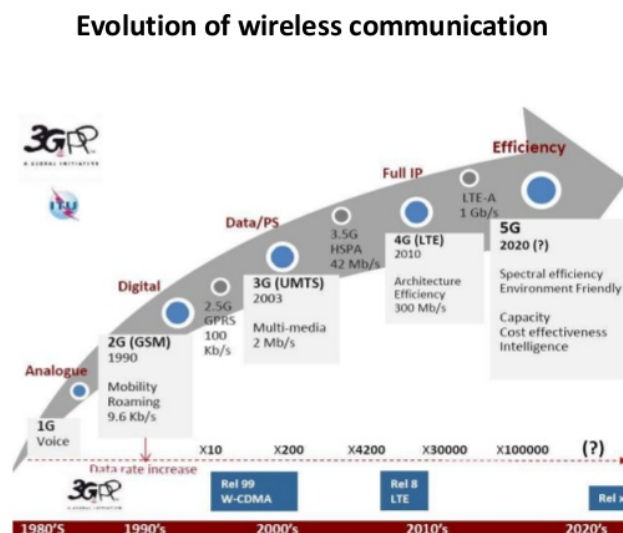 Evolution of wireless communication
3GPP
A GLOBAL INITIATIVE
ITU
Analogue
1G
Voice
Digital
2G (GSM)
1990
Mobility
Roaming
9.6 Kb/s
2.5G
GPRS
100
Kb/s
Data/PS
3G (UMTS)
2003
Multi-media
2 Mb/s
3.5G
HSPA
42 Mb/s
Full IP
4G (LTE)
2010
Architecture
Efficiency
300 Mb/s
LTE-A
1 Gb/s
Efficiency
5G
2020 (?)
Spectral efficiency
Environment Friendly
Capacity
Cost effectiveness
Intelligence
X10 X200 X4200 X30000 X100000 (?)
Data rate increase
3GPP
A GLOBAL INITIATIVE
Rel 99
W-CDMA
Rel 8
LTE
Rel x
1980'S 1990's 2000's 2010's 2020's